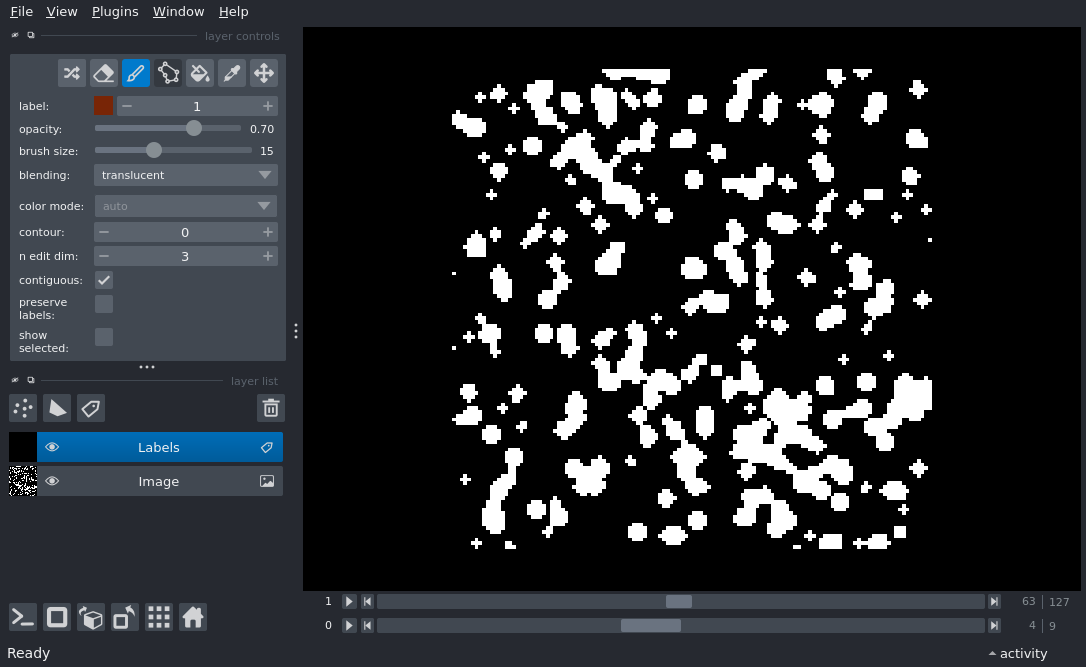 File View Plugins Window Help
layer controls
label: 1
opacity: 0.70
brush size: 15
blending: translucent
color mode: auto
contour: 0
n edit dim: 3
contiguous:
preserve
labels:
show
selected:
layer list
Labels
Image
1 63 127
0 4 9
Ready activity